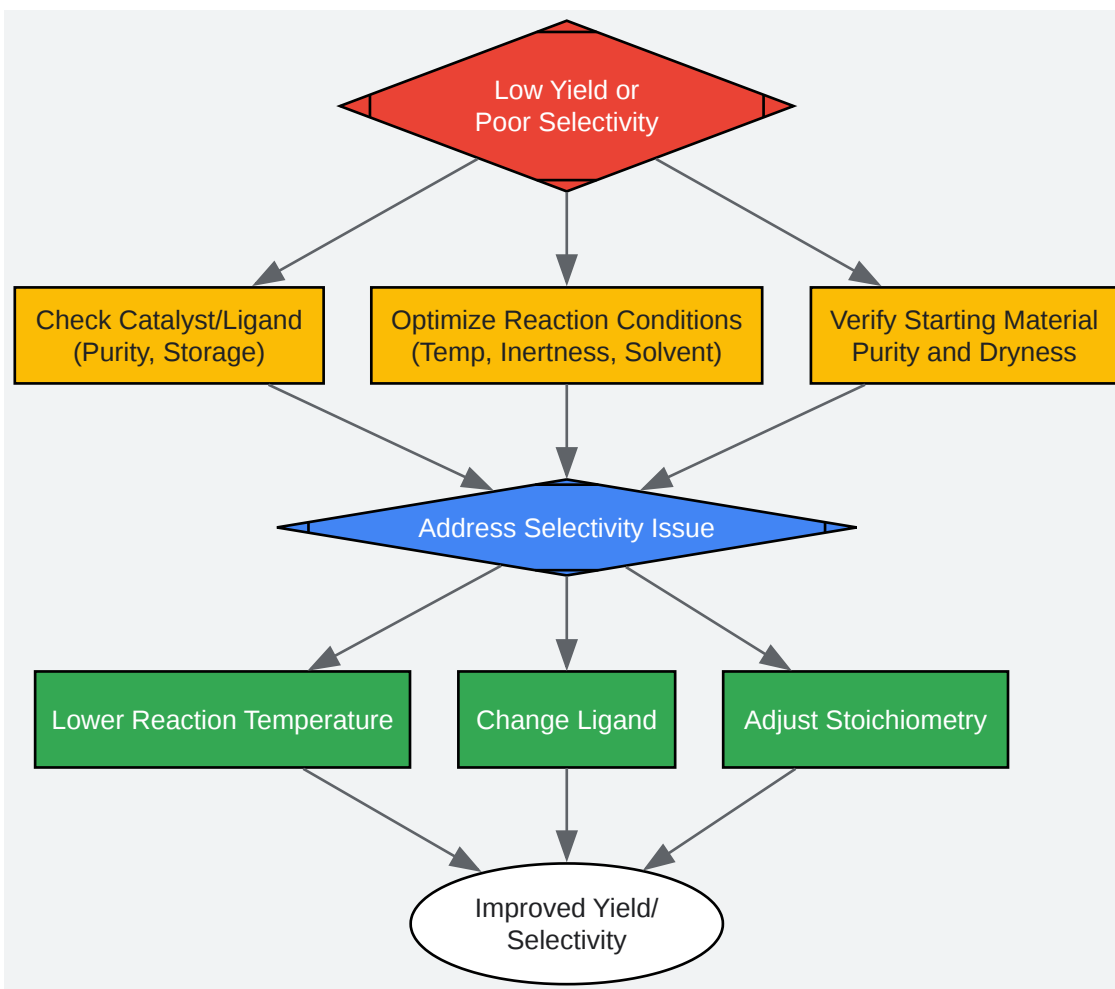 Low Yield or
Poor Selectivity
Check Catalyst/Ligand
(Purity, Storage)
Optimize Reaction Conditions
(Temp, Inertness, Solvent)
Verify Starting Material
Purity and Dryness
Address Selectivity Issue
Lower Reaction Temperature
Change Ligand
Adjust Stoichiometry
Improved Yield/
Selectivity